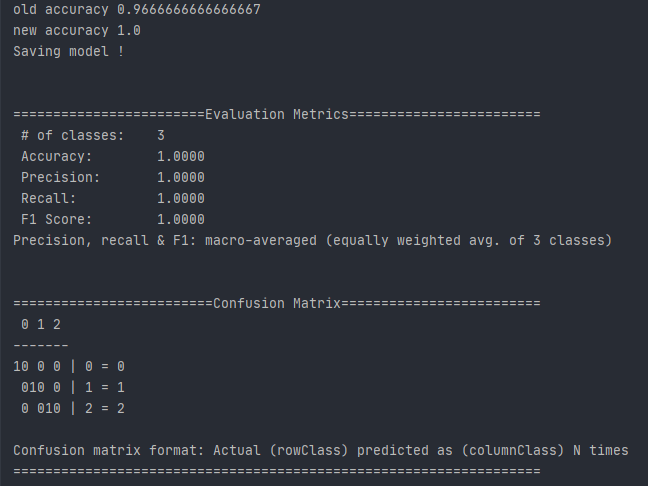 old accuracy 0.9666666666666667
new accuracy 1.0
Saving model !
========================Evaluation Metrics========================
 # of classes:    3
 Accuracy:        1.0000
 Precision:       1.0000
 Recall:          1.0000
 F1 Score:        1.0000
Precision, recall & F1: macro-averaged (equally weighted avg. of 3 classes)
=========================Confusion Matrix=========================
 0 1 2
-------
10 0 0 | 0 = 0
 010 0 | 1 = 1
 0 010 | 2 = 2
Confusion matrix format: Actual (rowClass) predicted as (columnClass) N times
==================================================================